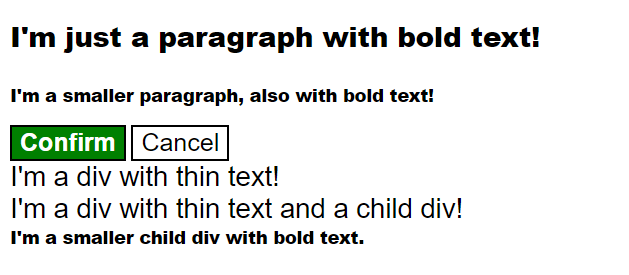 I'm just a paragraph with bold text!
I'm a smaller paragraph, also with bold text!
Confirm Cancel
I'm a div with thin text!
I'm a div with thin text and a child div!
I'm a smaller child div with bold text.